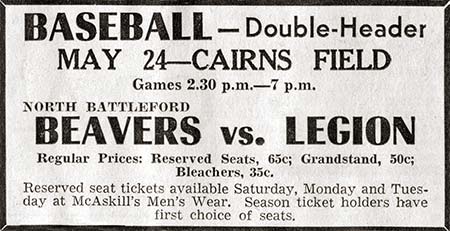 BASEBALL — Double-Header
MAY 24—CAIRNS FIELD
Games 2.30 p.m.—7 p.m.
NORTH BATTLEFORD
BEAVERS vs. LEGION
Regular Prices: Reserved Seats, 65c; Grandstand, 50c;
Bleachers, 35c.
Reserved seat tickets available Saturday, Monday and Tues-
day at McAskill's Men's Wear. Season ticket holders have
first choice of seats.